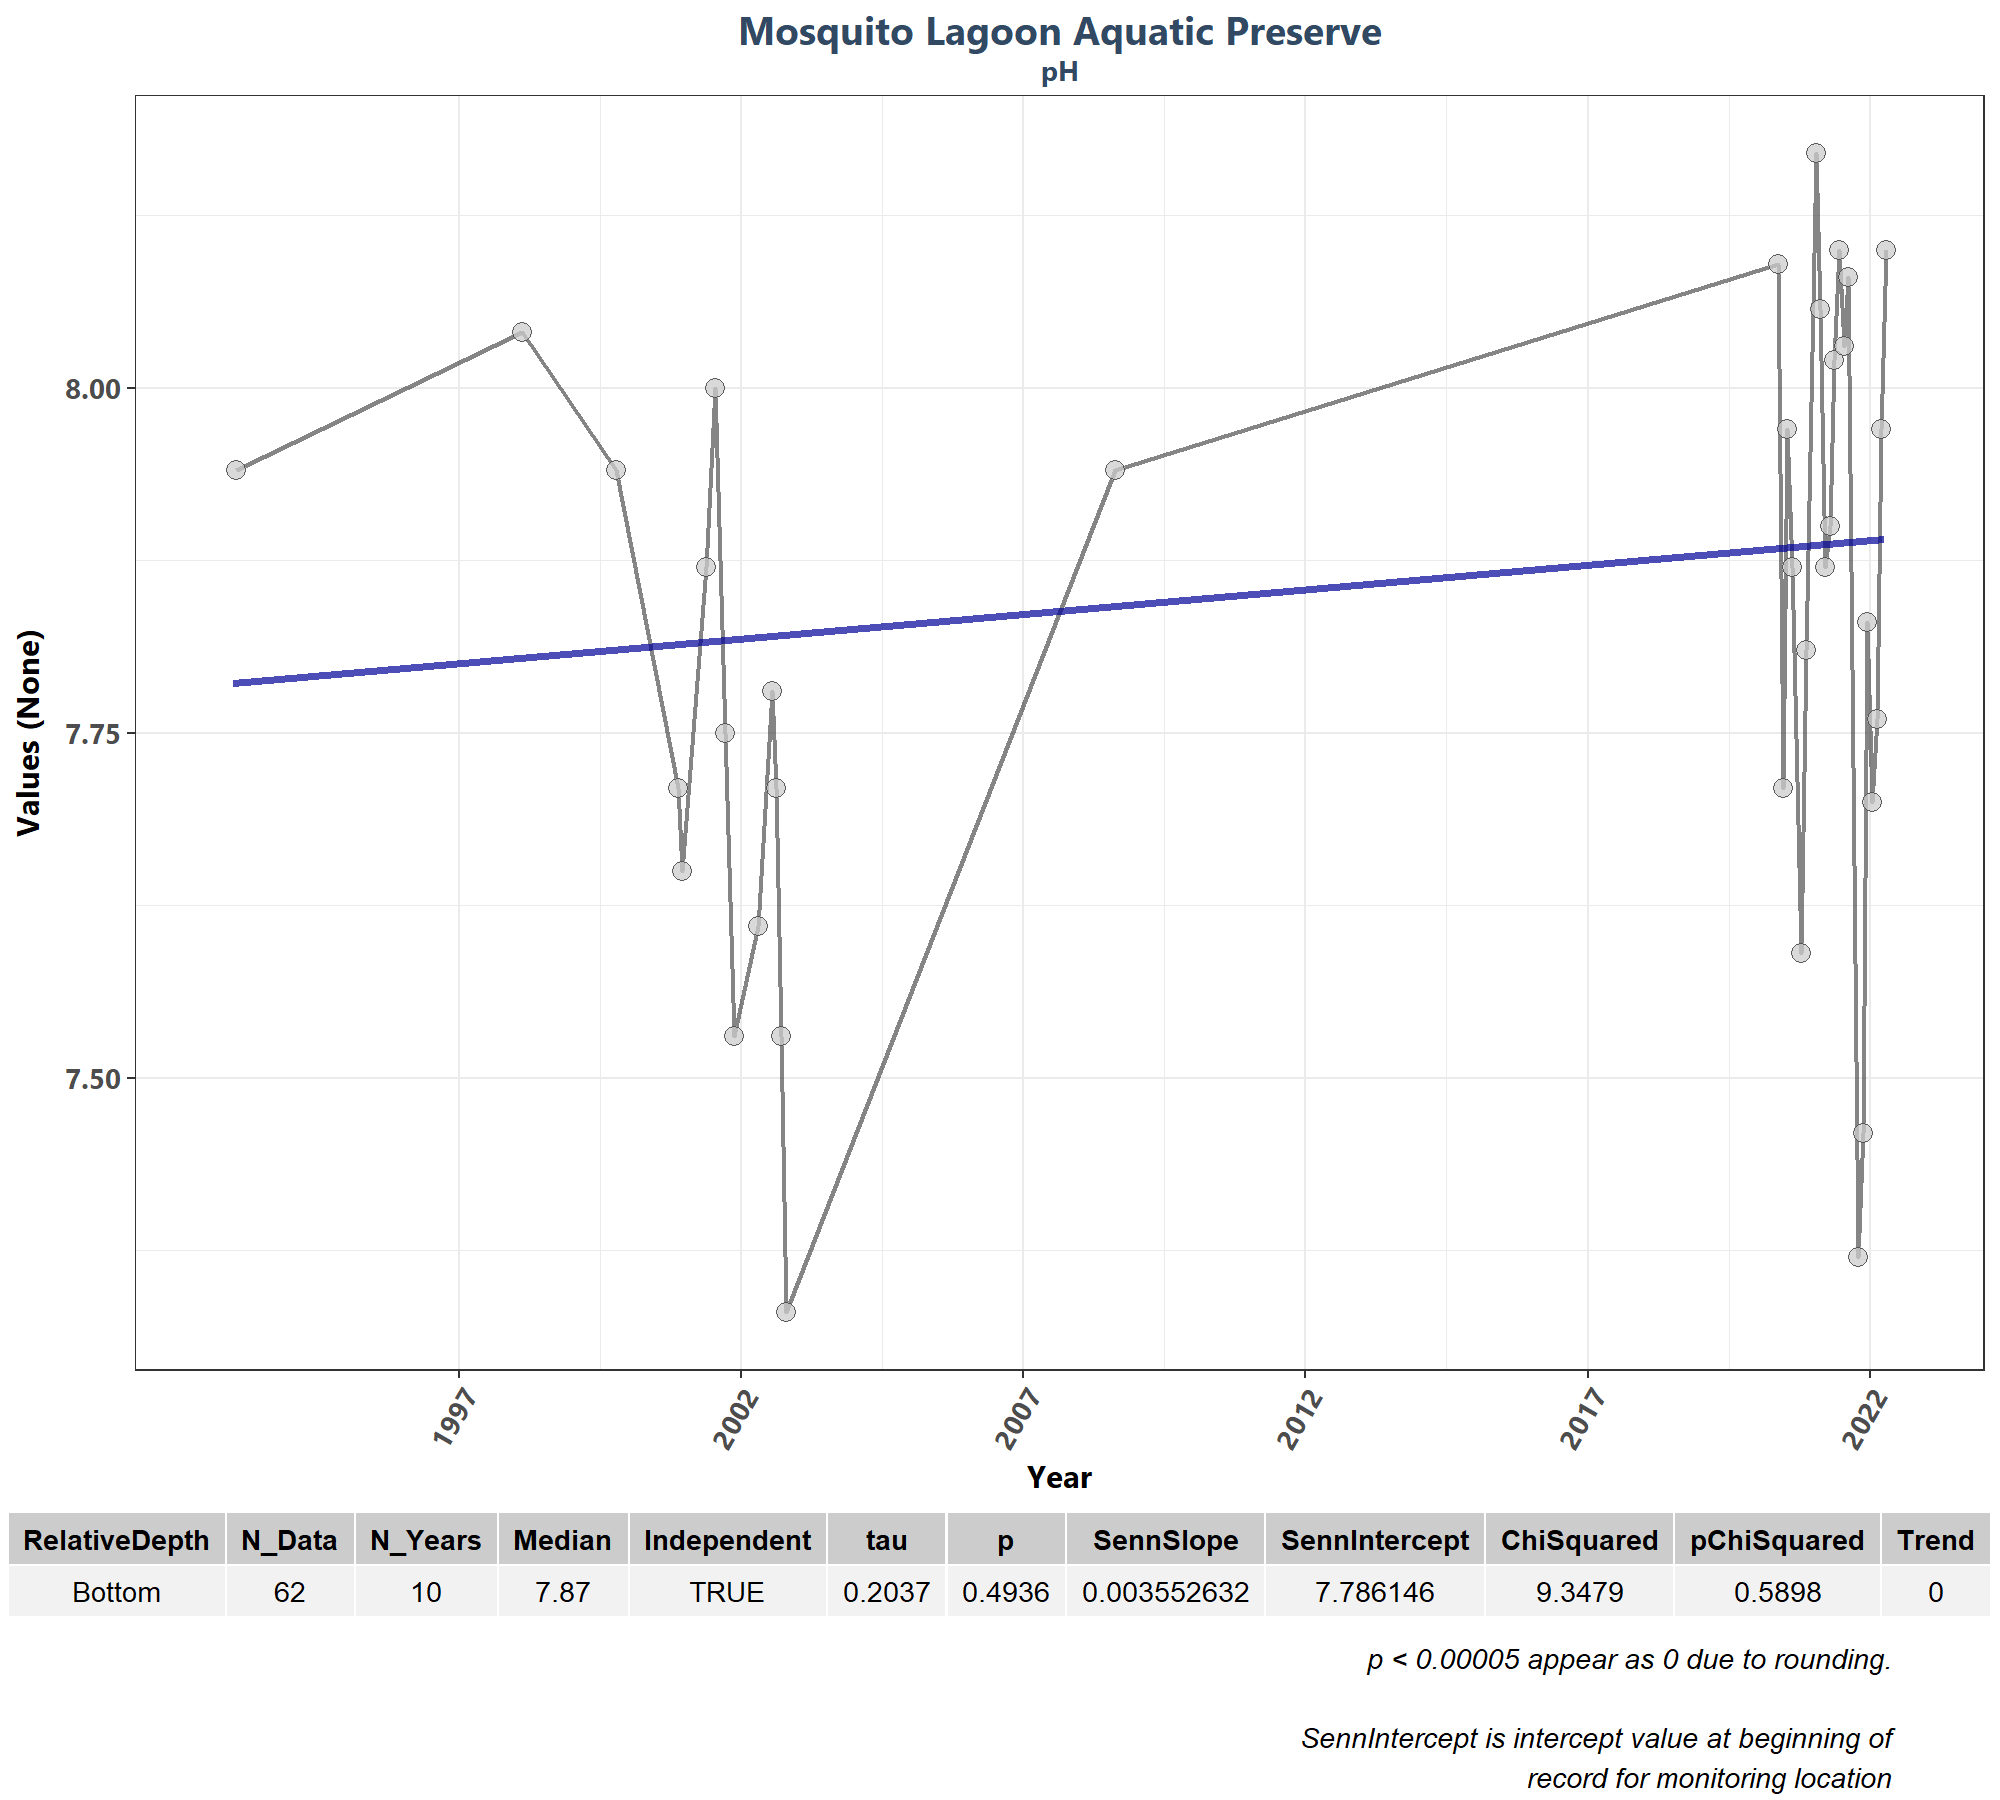 Mosquito Lagoon Aquatic Preserve
pH
Values (None)
8.00
7.75
7.50
1997
2002
2007
2012
2017
2022
Year
RelativeDepth N_Data N_Years Median Independent tau p SennSlope SennIntercept ChiSquared pChiSquared Trend
Bottom 62 10 7.87 TRUE 0.2037 0.4936 0.003552632 7.786146 9.3479 0.5898 0
p < 0.00005 appear as 0 due to rounding.
SennIntercept is intercept value at beginning of
record for monitoring location